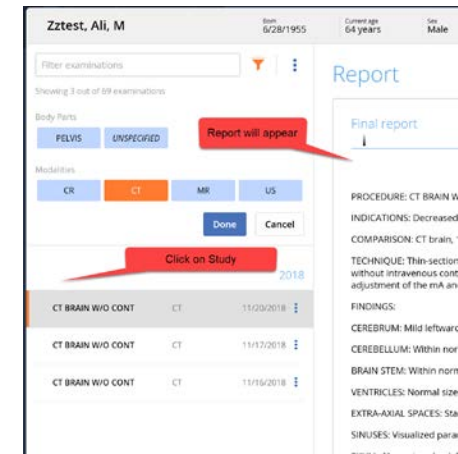 Zztest, Ali, M
Born
6/28/1955
Current age
64 years
Sex
Male
Filter examinations
Showing 3 out of 69 examinations
Body Parts
PELVIS UNSPECIFIED
Modalities
CR CT MR US
Done Cancel
Click on Study
2018
CT BRAIN W/O CONT CT 11/20/2018
CT BRAIN W/O CONT CT 11/17/2018
CT BRAIN W/O CONT CT 11/16/2018
Report
Final report
Report will appear
PROCEDURE: CT BRAIN W
INDICATIONS: Decreased
COMPARISON: CT brain,
TECHNIQUE: Thin-section
without intravenous cont
adjustment of the mA an
FINDINGS:
CEREBRUM: Mild leftward
CEREBELLUM: Within nor
BRAIN STEM: Within norm
VENTRICLES: Normal size
EXTRA-AXIAL SPACES: Sta
SINUSES: Visualized para